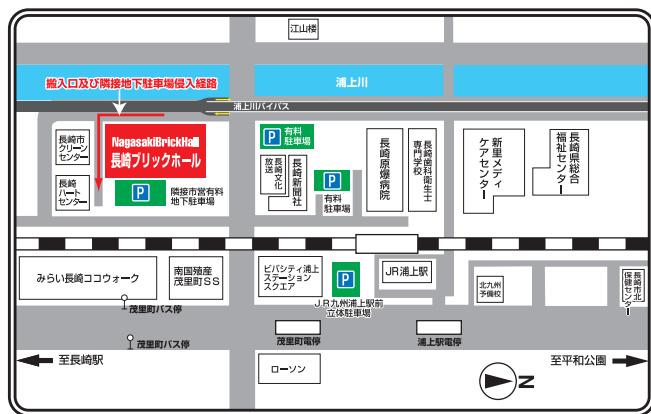 江山楼
搬入口及び隣接地下駐車場侵入経路
浦上川
浦上川バイパス
長崎市
クリーン
センター
NagasakiBrickHall
長崎ブリックホール
有料
駐車場
長崎文化
放送
長崎新聞社
長崎原爆病院
長崎歯科衛生士
専門学校
新里メディ
ケアセンター
長崎県総合
福祉センター
長崎
ハート
センター
隣接市営有料
地下駐車場
有料
駐車場
みらい長崎ココウォーク
南国殖産
茂里町SS
ビバシティ浦上
ステーション
スクエア
JR浦上駅
北九州
予備校
長崎市北
保健センター
茂里町バス停
JR九州浦上駅前
立体駐車場
茂里町バス停
茂里町電停
浦上駅電停
至長崎駅
ローソン
至平和公園
N
P
P
P
P